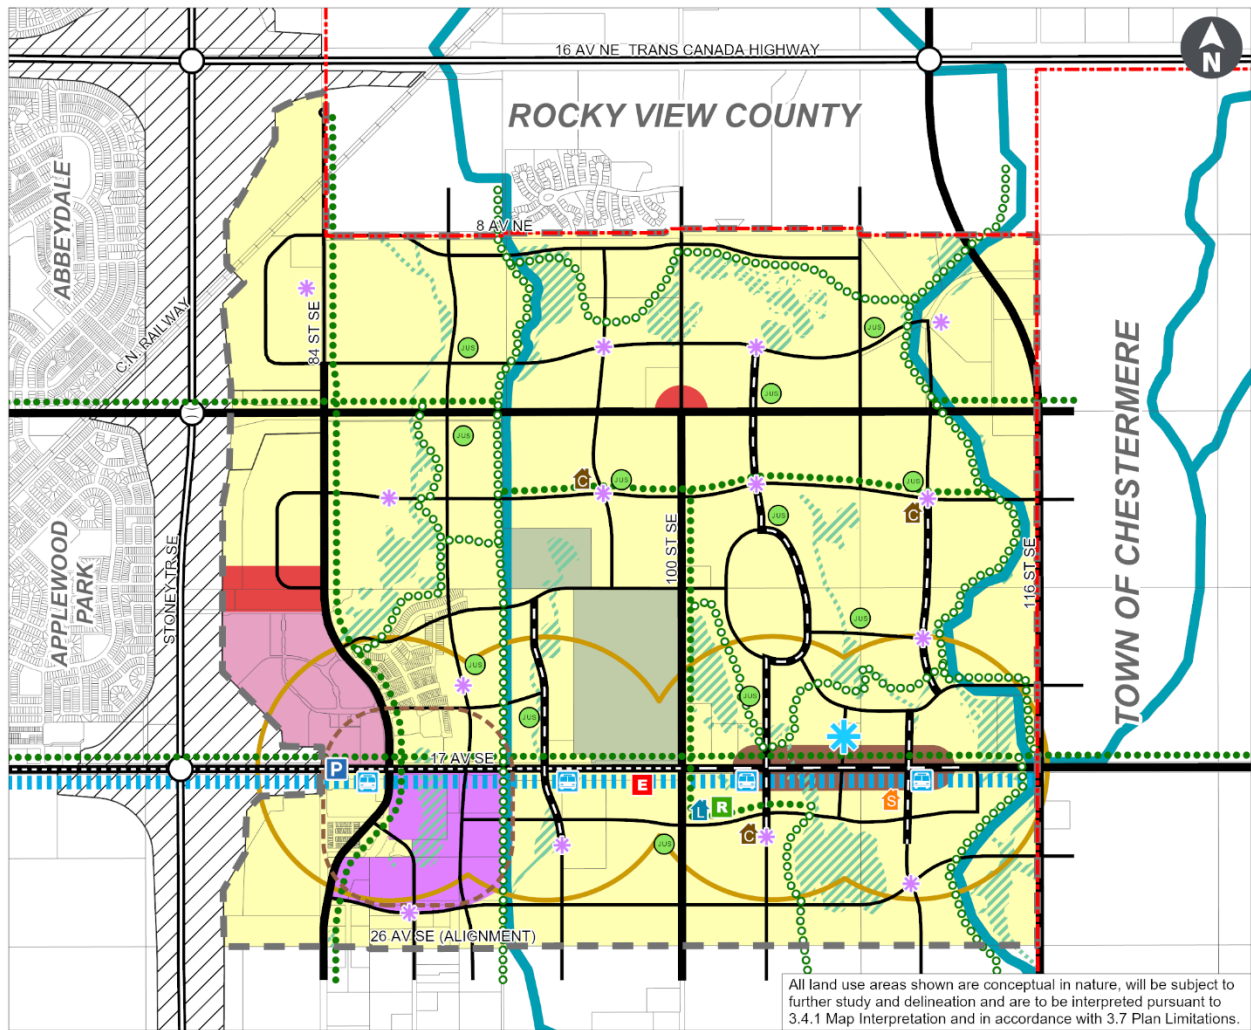 16 AV NE TRANS CANADA HIGHWAY
N
ROCKY VIEW COUNTY
ABBEYDALE
8 AV NE
84 ST SE
C.N. RAILWAY
JUS
JUS
JUS
JUS
TOWN OF CHESTERMERE
C
JUS
JUS
C
JUS
APPLEWOOD
PARK
STONEY TR SE
100 ST SE
116 ST SE
JUS
JUS
JUS
JUS
17 AV SE
P
E
L
R
S
C
JUS
26 AV SE (ALIGNMENT)
All land use areas shown are conceptual in nature, will be subject to
further study and delineation and are to be interpreted pursuant to
3.4.1 Map Interpretation and in accordance with 3.7 Plan Limitations.